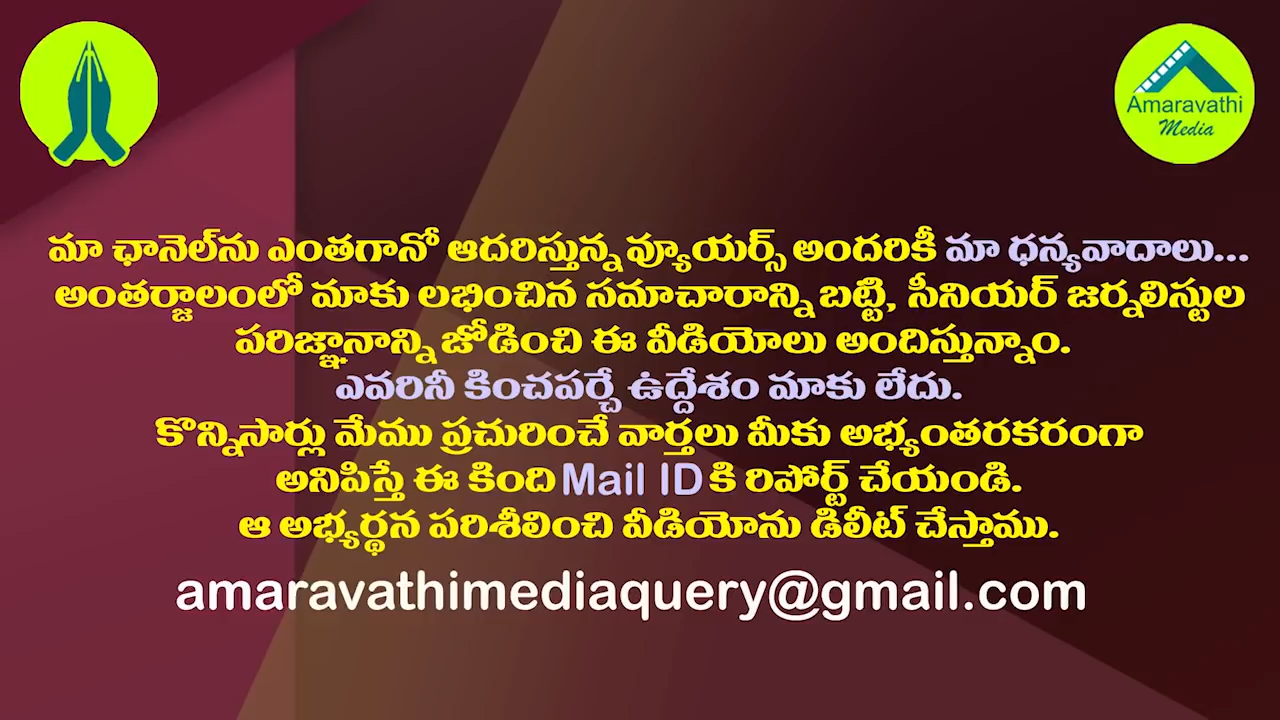 Amaravathi
Media
మా ఛానెల్‌ను ఎంతగానో ఆదరిస్తున్న వ్యూయర్స్ అందరికీ మా ధన్యవాదాలు...
అంతర్జాలంలో మాకు లభించిన సమాచారాన్ని బట్టి, సీనియర్ జర్నలిస్టుల
పరిజ్ఞానాన్ని జోడించి ఈ వీడియోలు అందిస్తున్నాం.
ఎవరినీ కించపర్చే ఉద్దేశం మాకు లేదు.
కొన్నిసార్లు మేము ప్రచురించే వార్తలు మీకు అభ్యంతరకరంగా
అనిపిస్తే ఈ కింది Mail ID కి రిపోర్ట్ చేయండి.
ఆ అభ్యర్థన పరిశీలించి వీడియోను డిలీట్ చేస్తాము.
amaravathimediaquery@gmail.com